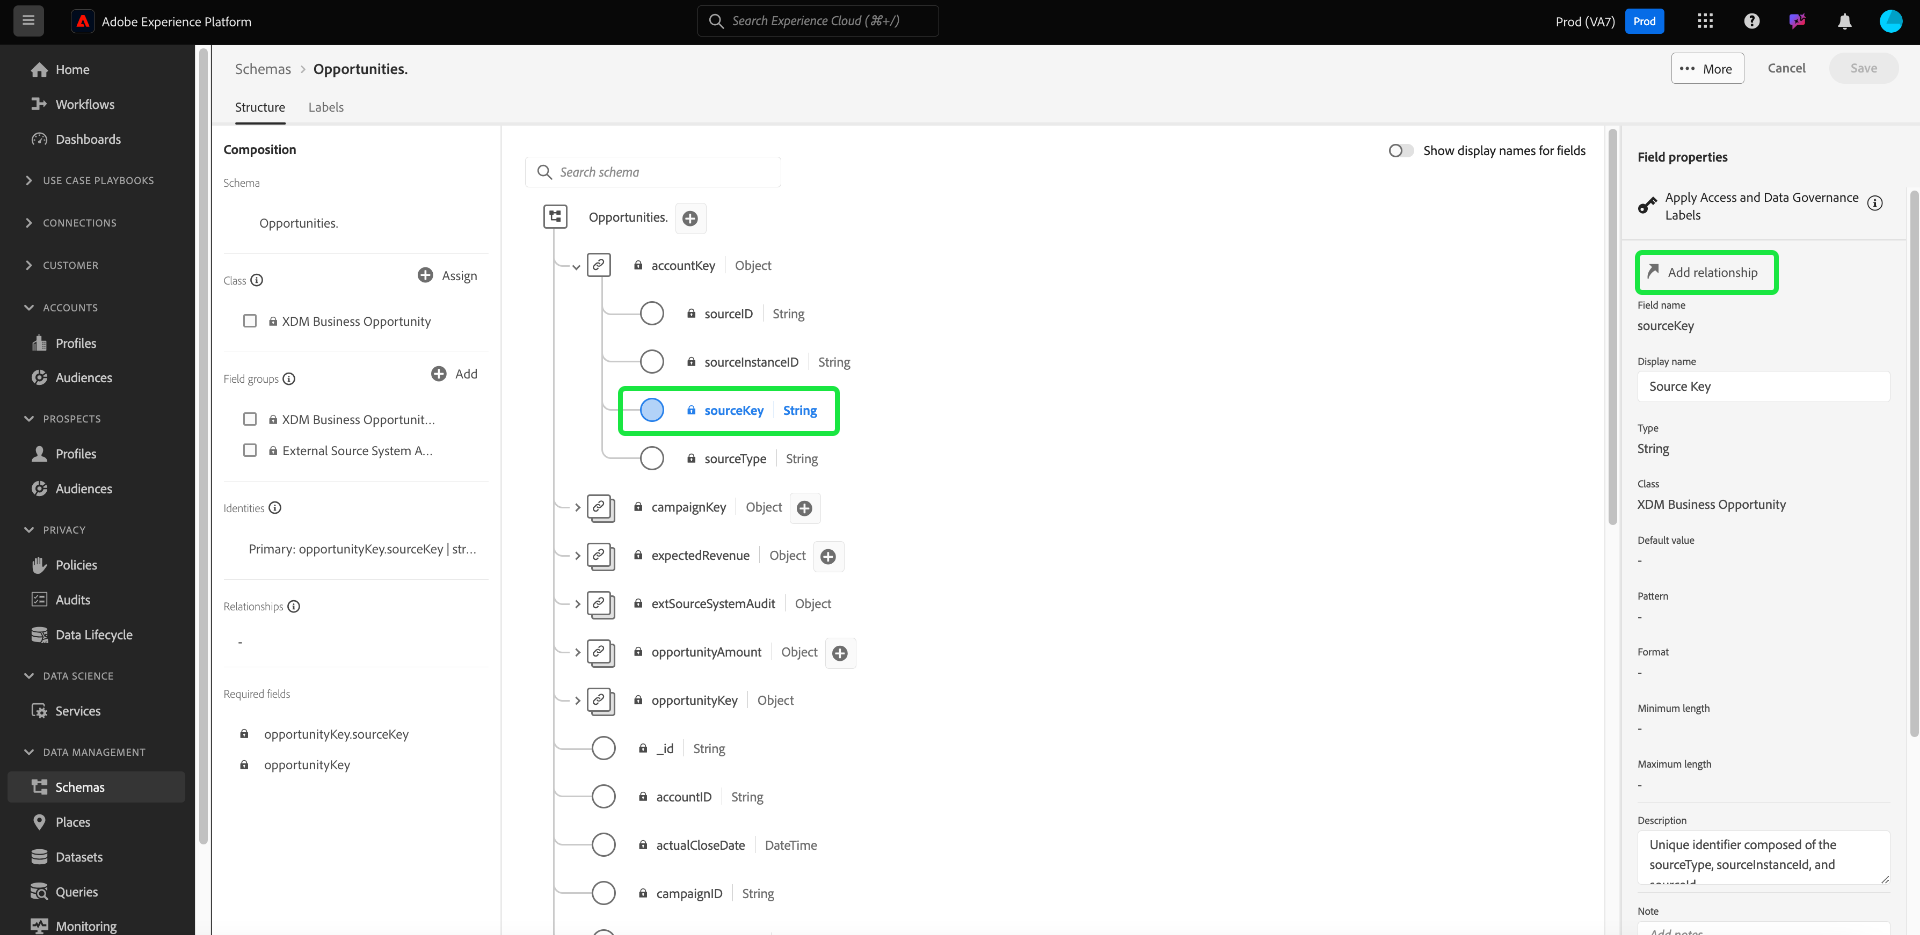 Adobe Experience Platform
Search Experience Cloud (⌘+/)
Prod (VA7)
Prod
Home
Workflows
Dashboards
USE CASE PLAYBOOKS
CONNECTIONS
CUSTOMER
ACCOUNTS
Profiles
Audiences
PROSPECTS
Profiles
Audiences
PRIVACY
Policies
Audits
Data Lifecycle
DATA SCIENCE
Services
DATA MANAGEMENT
Schemas
Places
Datasets
Queries
Monitoring
Schemas > Opportunities.
More
Cancel
Save
Structure
Labels
Composition
Schema
Opportunities.
Class
Assign
XDM Business Opportunity
Field groups
Add
XDM Business Opportunit...
External Source System A...
Identities
Primary: opportunityKey.sourceKey | str...
Relationships
-
Required fields
opportunityKey.sourceKey
opportunityKey
Search schema
Show display names for fields
Opportunities.
accountKey Object
sourceID String
sourceInstanceID String
sourceKey String
sourceType String
campaignKey Object
expectedRevenue Object
extSourceSystemAudit Object
opportunityAmount Object
opportunityKey Object
_id String
accountID String
actualCloseDate DateTime
campaignID String
Field properties
Apply Access and Data Governance
Labels
Add relationship
Field name
sourceKey
Display name
Source Key
Type
String
Class
XDM Business Opportunity
Default value
-
Pattern
-
Format
-
Minimum length
-
Maximum length
-
Description
Unique identifier composed of the
sourceType, sourceInstanceId, and
sourceId
Note
Add notes